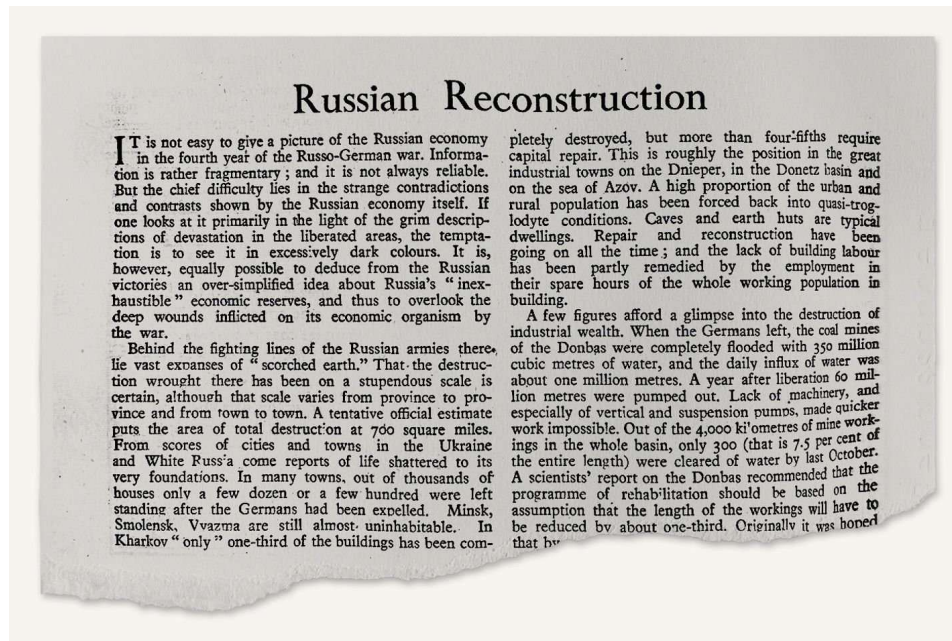 Russian Reconstruction
IT is not easy to give a picture of the Russian economy
in the fourth year of the Russo-German war. Informa-
tion is rather fragmentary ; and it is not always reliable.
But the chief difficulty lies in the strange contradictions
and contrasts shown by the Russian economy itself. If
one looks at it primarily in the light of the grim descrip-
tions of devastation in the liberated areas, the tempta-
tion is to see it in excessively dark colours. It is,
however, equally possible to deduce from the Russian
victories an over-simplified idea about Russia's “ inex-
haustible ” economic reserves, and thus to overlook the
deep wounds inflicted on its economic organism by
the war.
Behind the fighting lines of the Russian armies there
lie vast expanses of “ scorched earth.” That the destruc-
tion wrought there has been on a stupendous scale is
certain, although that scale varies from province to pro-
vince and from town to town. A tentative official estimate
puts the area of total destruction at 700 square miles.
From scores of cities and towns in the Ukraine
and White Russ'a come reports of life shattered to its
very foundations. In many towns, out of thousands of
houses only a few dozen or a few hundred were left
standing after the Germans had been expelled. Minsk,
Smolensk, Vyazma are still almost uninhabitable. In
Kharkov “ only ” one-third of the buildings has been com-
pletely destroyed, but more than four-fifths require
capital repair. This is roughly the position in the great
industrial towns on the Dnieper, in the Donetz basin and
on the sea of Azov. A high proportion of the urban and
rural population has been forced back into quasi-trog-
lodyte conditions. Caves and earth huts are typical
dwellings. Repair and reconstruction have been
going on all the time ; and the lack of building labour
has been partly remedied by the employment in
their spare hours of the whole working population in
building.
A few figures afford a glimpse into the destruction of
industrial wealth. When the Germans left, the coal mines
of the Donbas were completely flooded with 350 million
cubic metres of water, and the daily influx of water was
about one million metres. A year after liberation 60 mil-
lion metres were pumped out. Lack of machinery, and
especially of vertical and suspension pumps, made quicker
work impossible. Out of the 4,000 ki'ometres of mine work-
ings in the whole basin, only 300 (that is 7.5 per cent of
the entire length) were cleared of water by last October.
A scientists' report on the Donbas recommended that the
programme of rehabilitation should be based on the
assumption that the length of the workings will have to
be reduced by about one-third. Originally it was hoped
that by